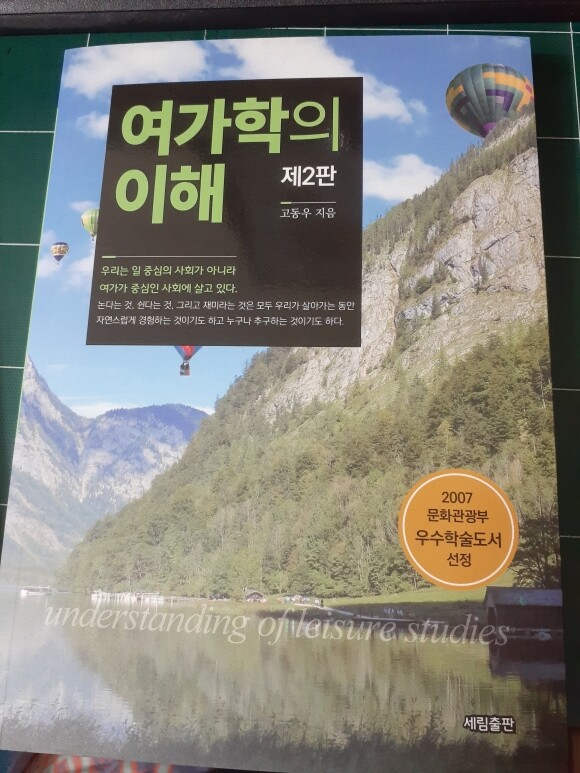 여가학의
이해
제2판
고동우 지음
우리는 일 중심의 사회가 아니라
여가가 중심인 사회에 살고 있다.
논다는 것, 쉰다는 것, 그리고 재미라는 것은 모두 우리가 살아가는 동안
자연스럽게 경험하는 것이기도 하고 누구나 추구하는 것이기도 하다.
2007
문화관광부
우수학술도서
선정
understanding of leisure studies
세림출판